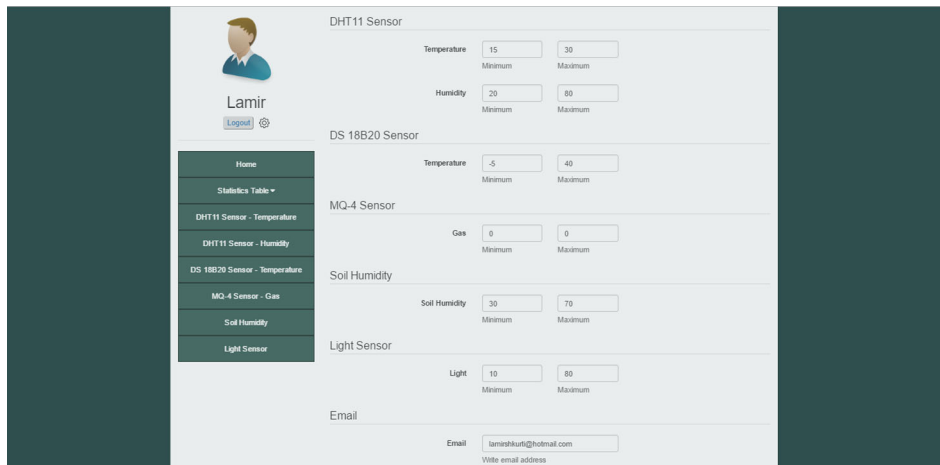 Lamir
Logout
Home
Statistics Table
DHT11 Sensor - Temperature
DHT11 Sensor - Humidity
DS 18B20 Sensor - Temperature
MQ-4 Sensor - Gas
Soil Humidity
Light Sensor
DHT11 Sensor
Temperature 15 30
Minimum Maximum
Humidity 20 80
Minimum Maximum
DS 18B20 Sensor
Temperature -5 40
Minimum Maximum
MQ-4 Sensor
Gas 0 0
Minimum Maximum
Soil Humidity
Soil Humidity 30 70
Minimum Maximum
Light Sensor
Light 10 80
Minimum Maximum
Email
Email lamirshkurti@hotmail.com
Write email address